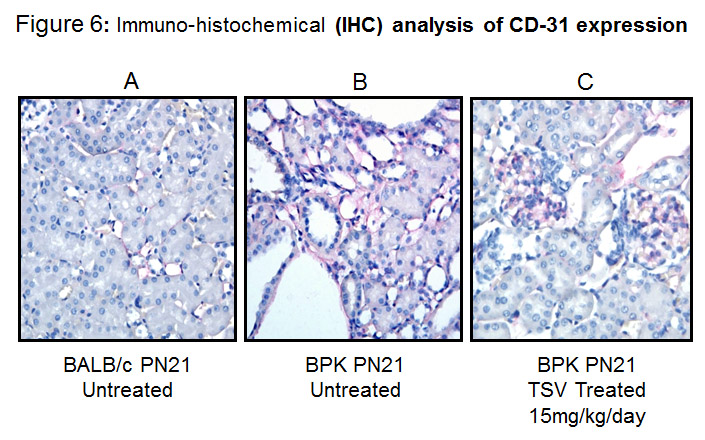 Figure 6: Immuno-histochemical (IHC) analysis of CD-31 expression
A B C
BALB/c PN21 BPK PN21 BPK PN21
Untreated Untreated TSV Treated
15mg/kg/day